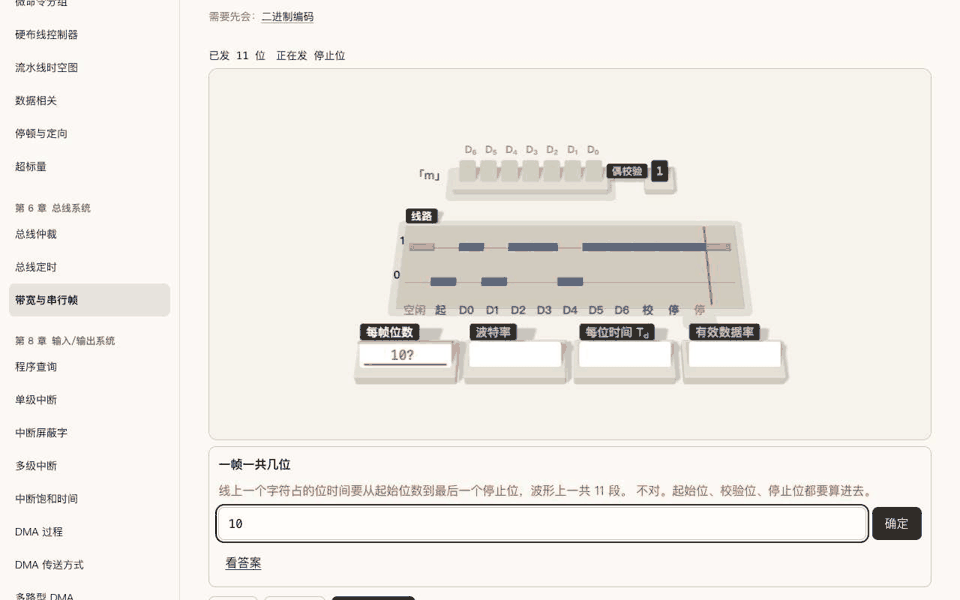 微命令分组
硬布线控制器
流水线时空图
数据相关
停顿与定向
超标量
第 6 章 总线系统
总线仲裁
总线定时
带宽与串行帧
第 8 章 输入/输出系统
程序查询
单级中断
中断屏蔽字
多级中断
中断饱和时间
DMA 过程
DMA 传送方式
多路型 DMA
需要先会： 二进制编码
已发 11 位 正在发 停止位
D₆ D₅ D₄ D₃ D₂ D₁ D₀
「m」 偶校验 1
线路
1
0
空闲 起 D0 D1 D2 D3 D4 D5 D6 校 停 停
每帧位数 波特率 每位时间 T_d 有效数据率
10?
一帧一共几位
线上一个字符占的位时间要从起始位数到最后一个停止位，波形上一共 11 段。 不对。起始位、校验位、停止位都要算进去。
10 确定
看答案